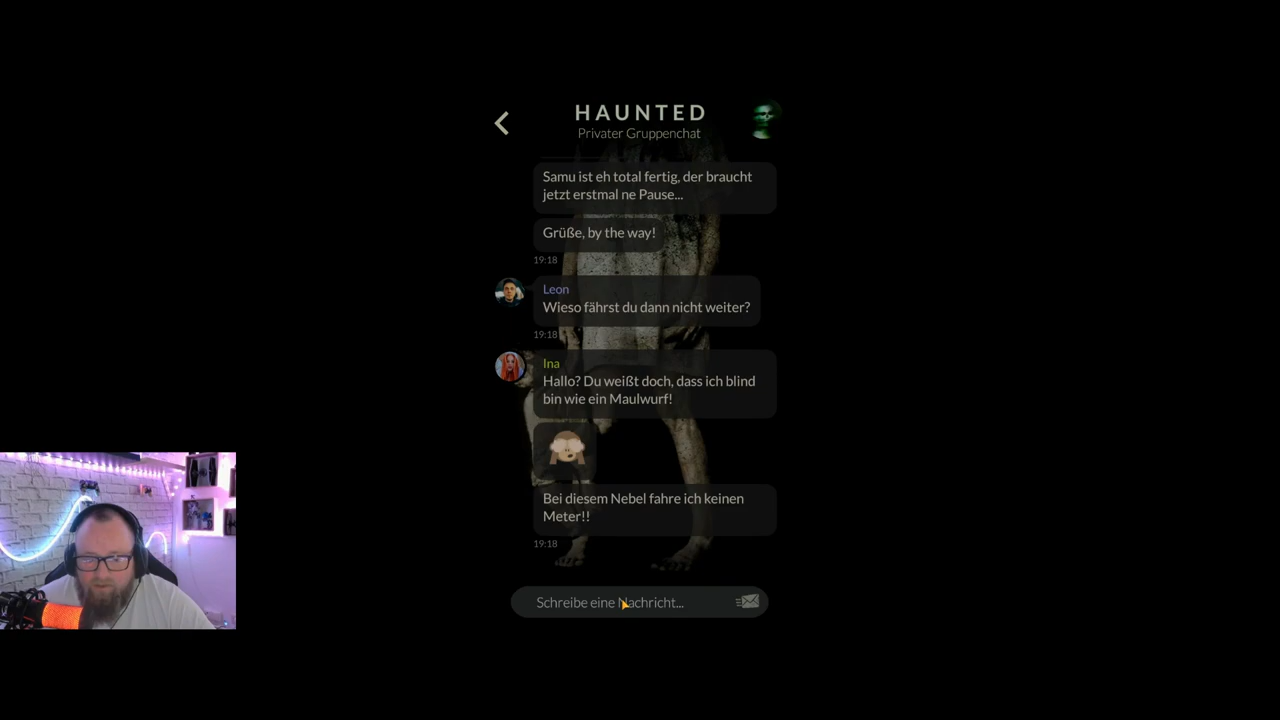 HAUNTED
Privater Gruppenchat
Samu ist eh total fertig, der braucht
jetzt erstmal ne Pause...
Grüße, by the way!
19:18
Leon
Wieso fährst du dann nicht weiter?
19:18
Ina
Hallo? Du weißt doch, dass ich blind
bin wie ein Maulwurf!
Bei diesem Nebel fahre ich keinen
Meter!!
19:18
Schreibe eine Nachricht...